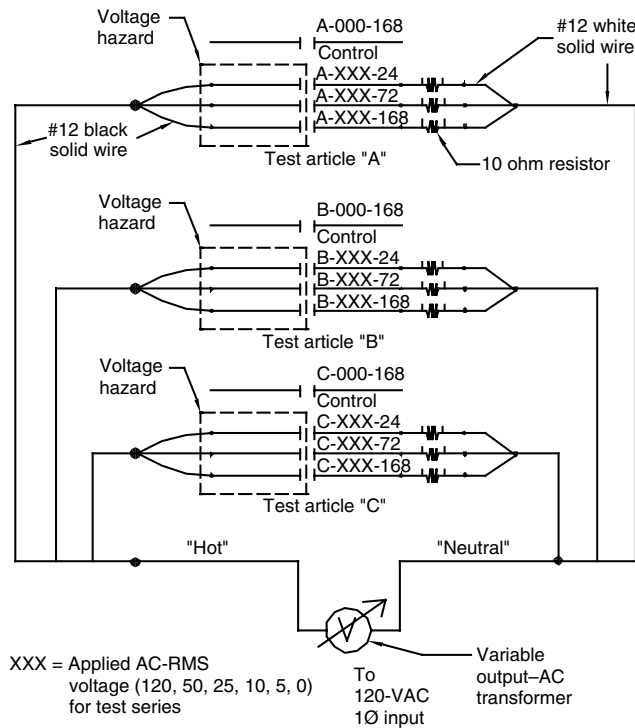 Voltage
hazard
A-000-168
Control
#12 white
solid wire
A-XXX-24
A-XXX-72
A-XXX-168
#12 black
solid wire
Test article "A"
10 ohm resistor
Voltage
hazard
B-000-168
Control
B-XXX-24
B-XXX-72
B-XXX-168
Test article "B"
Voltage
hazard
C-000-168
Control
C-XXX-24
C-XXX-72
C-XXX-168
Test article "C"
"Hot"
"Neutral"
V
XXX = Applied AC-RMS
voltage (120, 50, 25, 10, 5, 0)
for test series
To
120-VAC
1Ø input
Variable
output–AC
transformer